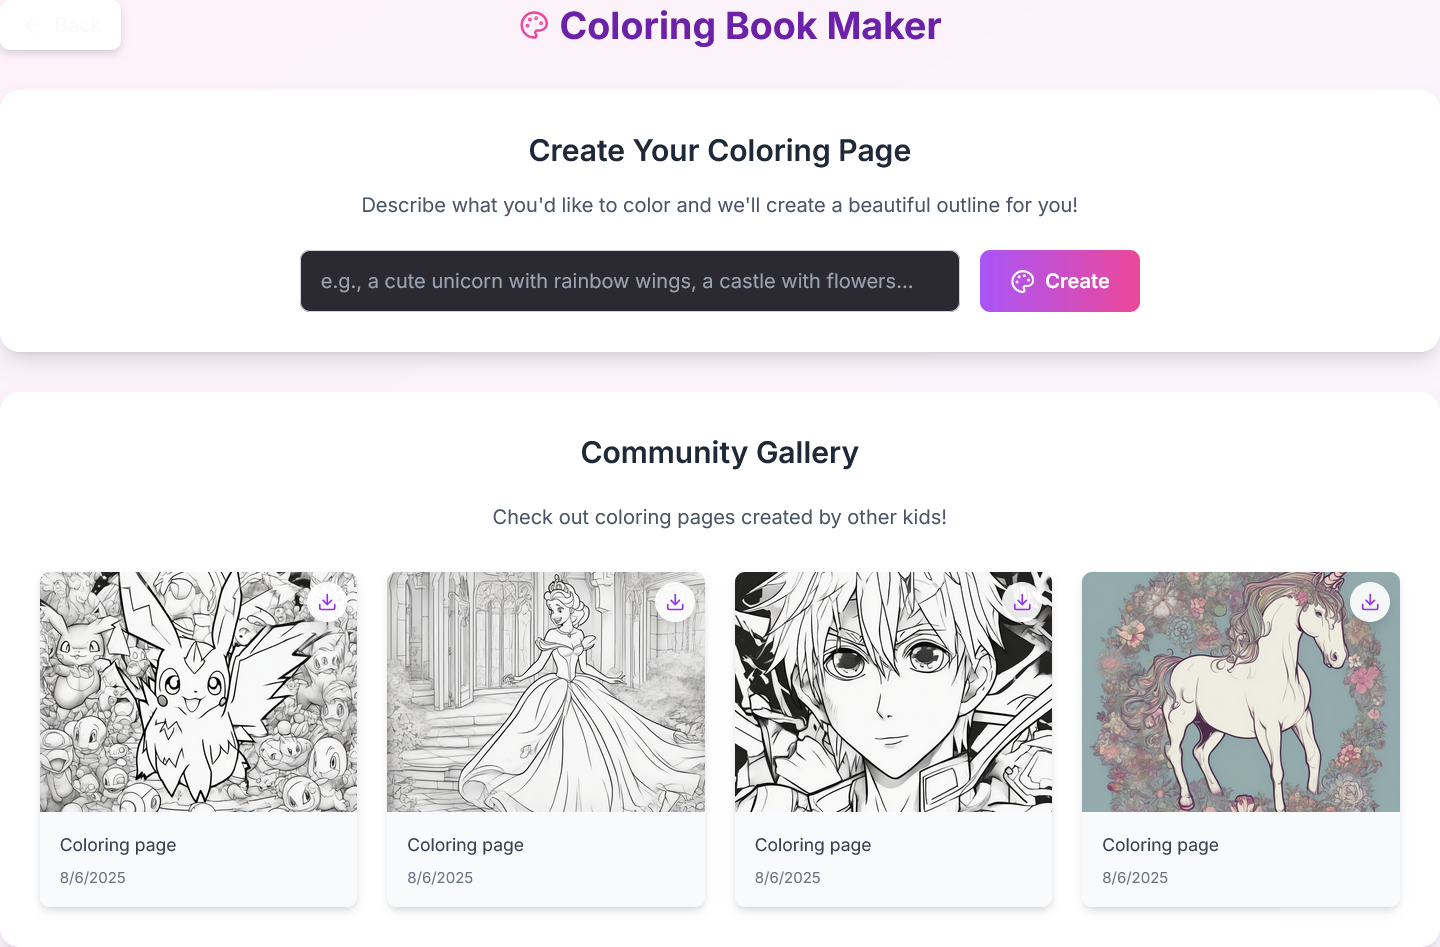 Back
Coloring Book Maker
Create Your Coloring Page
Describe what you'd like to color and we'll create a beautiful outline for you!
e.g., a cute unicorn with rainbow wings, a castle with flowers...
Create
Community Gallery
Check out coloring pages created by other kids!
Coloring page
8/6/2025
Coloring page
8/6/2025
Coloring page
8/6/2025
Coloring page
8/6/2025